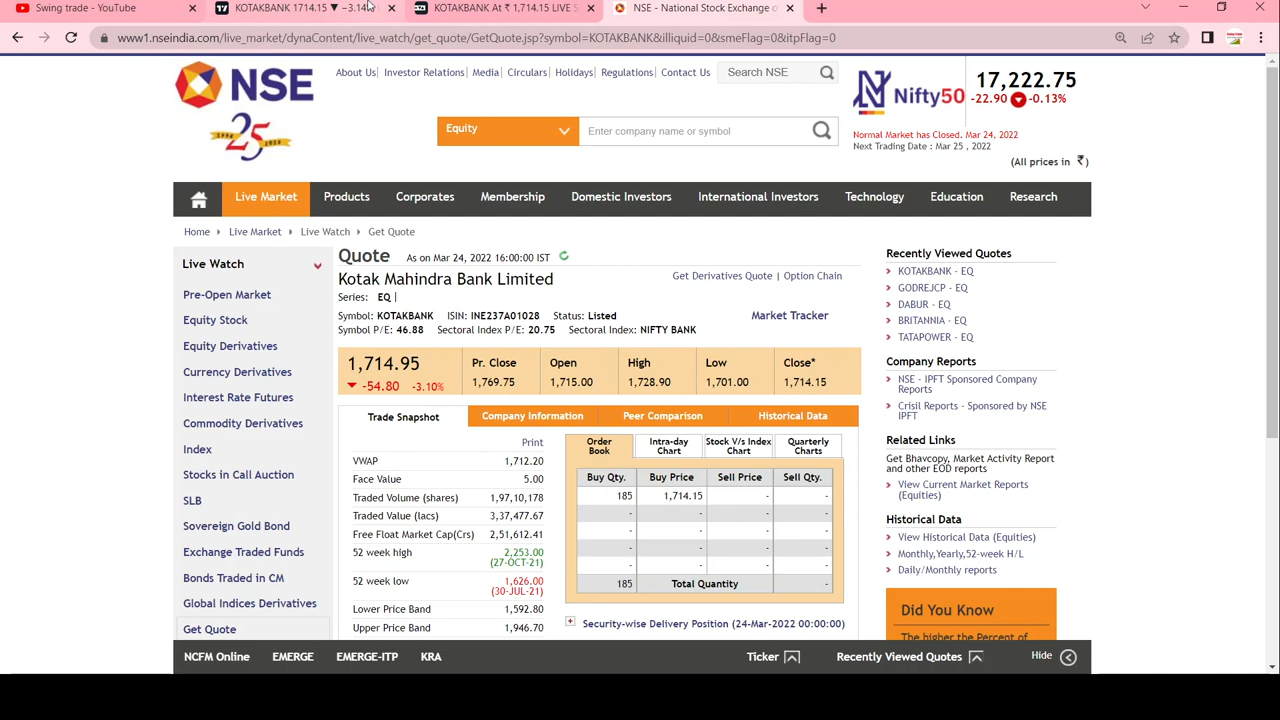 Swing trade - YouTube
KOTAKBANK 1714.15 ▼ −3.14%
KOTAKBANK At ₹ 1,714.15 LIVE S
NSE - National Stock Exchange o
www1.nseindia.com/live_market/dynaContent/live_watch/get_quote/GetQuote.jsp?symbol=KOTAKBANK&illiquid=0&smeFlag=0&itpFlag=0
NSE
25
About Us | Investor Relations | Media | Circulars | Holidays | Regulations | Contact Us
Search NSE
Equity
Enter company name or symbol
Nifty50
17,222.75
-22.90 -0.13%
Normal Market has Closed. Mar 24, 2022
Next Trading Date : Mar 25 , 2022
(All prices in ₹)
Live Market Products Corporates Membership Domestic Investors International Investors Technology Education Research
Home Live Market Live Watch Get Quote
Live Watch
Pre-Open Market
Equity Stock
Equity Derivatives
Currency Derivatives
Interest Rate Futures
Commodity Derivatives
Index
Stocks in Call Auction
SLB
Sovereign Gold Bond
Exchange Traded Funds
Bonds Traded in CM
Global Indices Derivatives
Get Quote
Quote As on Mar 24, 2022 16:00:00 IST
Kotak Mahindra Bank Limited
Get Derivatives Quote | Option Chain
Series: EQ |
Symbol: KOTAKBANK ISIN: INE237A01028 Status: Listed
Market Tracker
Symbol P/E: 46.88 Sectoral Index P/E: 20.75 Sectoral Index: NIFTY BANK
1,714.95 Pr. Close Open High Low Close*
-54.80 -3.10% 1,769.75 1,715.00 1,728.90 1,701.00 1,714.15
Trade Snapshot Company Information Peer Comparison Historical Data
Print
VWAP 1,712.20
Face Value 5.00
Traded Volume (shares) 1,97,10,178
Traded Value (lacs) 3,37,477.67
Free Float Market Cap(Crs) 2,51,612.41
52 week high 2,253.00
(27-OCT-21)
52 week low 1,626.00
(30-JUL-21)
Lower Price Band 1,592.80
Upper Price Band 1,946.70
Order Book
Intra-day Chart
Stock V/s Index Chart
Quarterly Charts
Buy Qty. Buy Price Sell Price Sell Qty.
185 1,714.15 - -
- - - -
- - - -
- - - -
- - - -
185 Total Quantity -
Security-wise Delivery Position (24-Mar-2022 00:00:00)
Recently Viewed Quotes
KOTAKBANK - EQ
GODREJCP - EQ
DABUR - EQ
BRITANNIA - EQ
TATAPOWER - EQ
Company Reports
NSE - IPFT Sponsored Company
Reports
Crisil Reports - Sponsored by NSE
IPFT
Related Links
Get Bhavcopy, Market Activity Report
and other EOD reports
View Current Market Reports
(Equities)
Historical Data
View Historical Data (Equities)
Monthly,Yearly,52-week H/L
Daily/Monthly reports
Did You Know
The higher the Percent of
NCFM Online EMERGE EMERGE-ITP KRA
Ticker Recently Viewed Quotes Hide